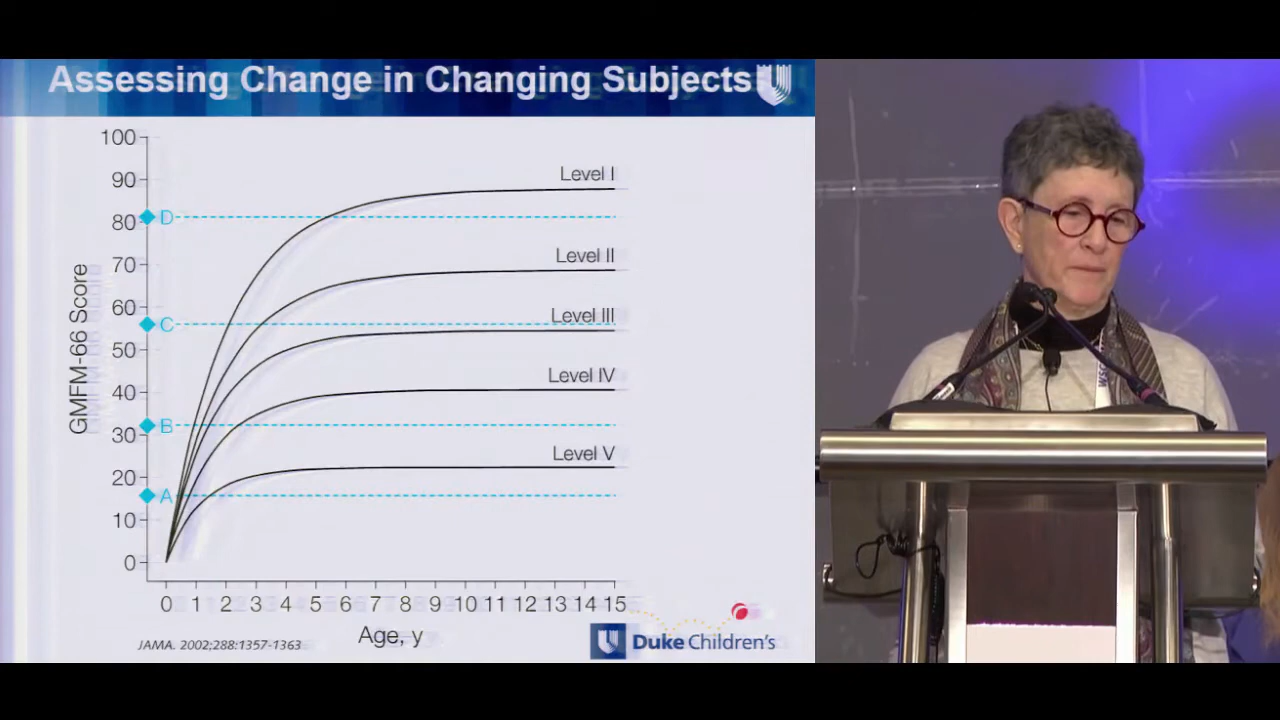 Assessing Change in Changing Subjects
100
90
80
70
60
50
40
30
20
10
0
GMFM-66 Score
D
C
B
A
Level I
Level II
Level III
Level IV
Level V
0 1 2 3 4 5 6 7 8 9 10 11 12 13 14 15
Age, y
JAMA. 2002;288:1357-1363
Duke Children's